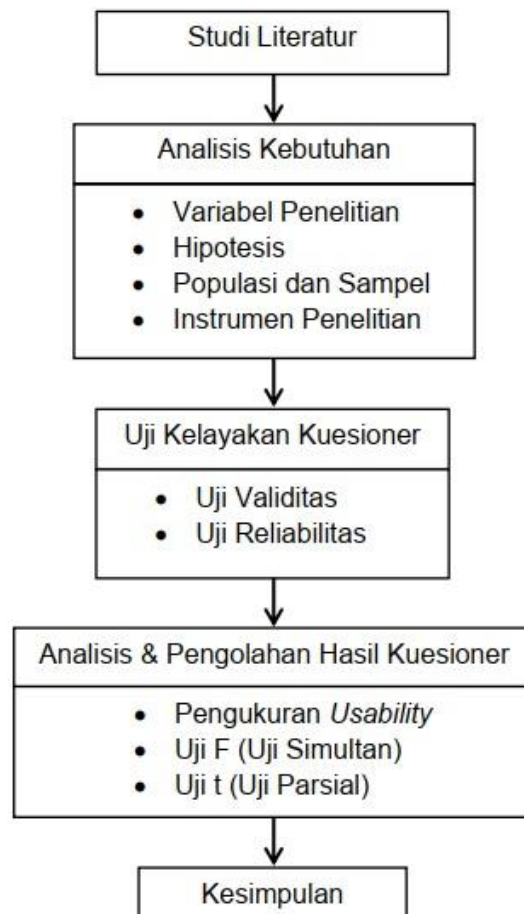 Studi Literatur
Analisis Kebutuhan
• Variabel Penelitian
• Hipotesis
• Populasi dan Sampel
• Instrumen Penelitian
Uji Kelayakan Kuesioner
• Uji Validitas
• Uji Reliabilitas
Analisis & Pengolahan Hasil Kuesioner
• Pengukuran Usability
• Uji F (Uji Simultan)
• Uji t (Uji Parsial)
Kesimpulan